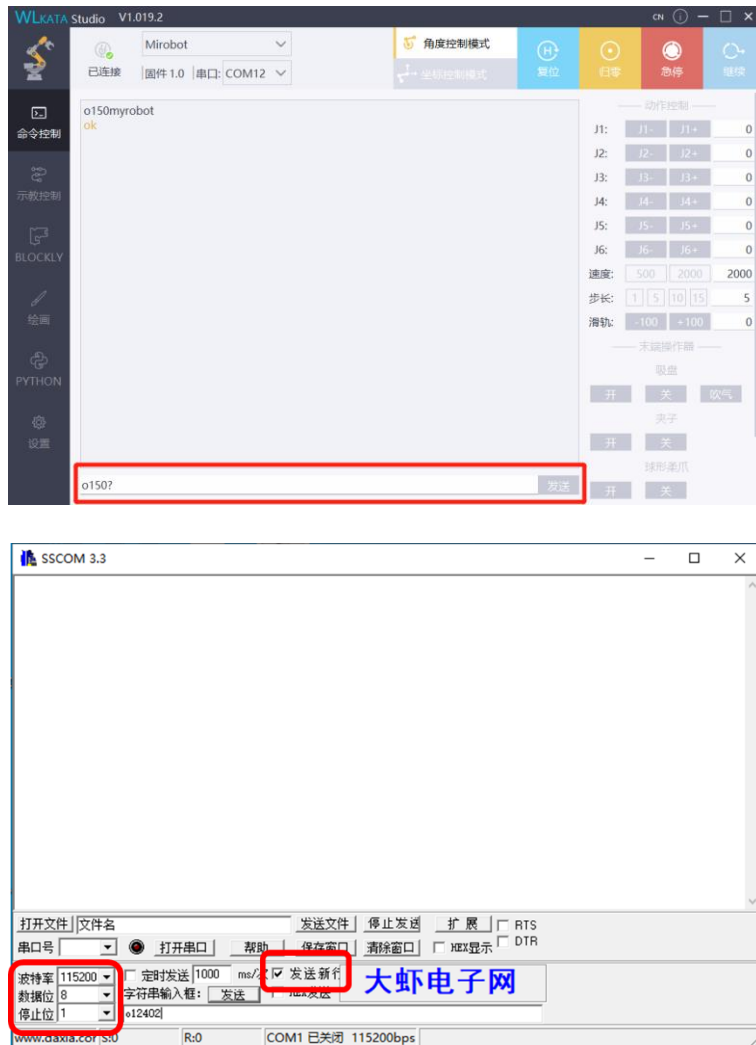 WLKATA Studio V1.019.2
CN
已连接
Mirobot
固件 1.0 串口: COM12
角度控制模式
坐标控制模式
复位
归零
急停
继续
命令控制
示教控制
BLOCKLY
绘画
PYTHON
设置
o150myrobot
ok
o150?
发送
动作控制
J1: J1- J1+ 0
J2: J2- J2+ 0
J3: J3- J3+ 0
J4: J4- J4+ 0
J5: J5- J5+ 0
J6: J6- J6+ 0
速度: 500 2000 2000
步长: 1 5 10 15 5
滑轨: -100 +100 0
末端操作器
吸盘
开 关 吹气
夹子
开 关
球形柔爪
开 关
SSCOM 3.3
打开文件 文件名 发送文件 停止发送 扩展 RTS
串口号 打开串口 帮助 保存窗口 清除窗口 HEX显示 DTR
波特率 115200 定时发送 1000 ms/次 发送新行
数据位 8 字符串输入框: 发送 HEX发送
停止位 1 o12402
大虾电子网
www.daxia.cor S:0 R:0 COM1 已关闭 115200bps